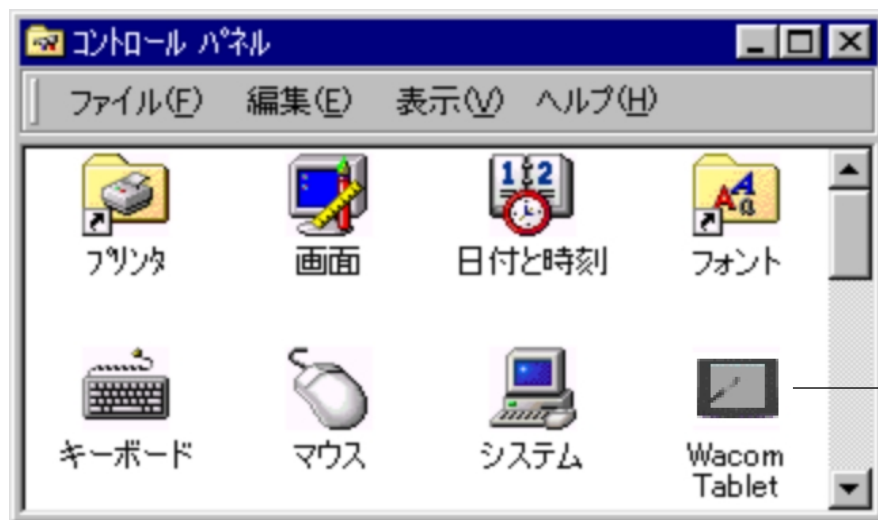 コントロール パネル
ファイル(F) 編集(E) 表示(V) ヘルプ(H)
プリンタ 画面 日付と時刻 フォント
キーボード マウス システム Wacom
Tablet